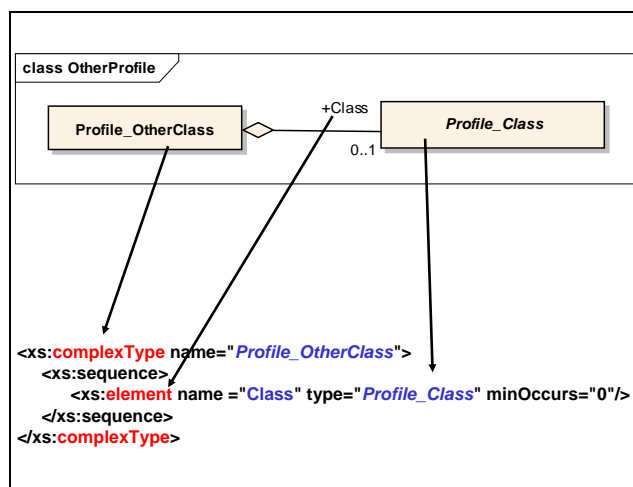 class OtherProfile
+Class
Profile_OtherClass
Profile_Class
0..1
<xs:complexType name="Profile_OtherClass">
<xs:sequence>
<xs:element name ="Class" type="Profile_Class" minOccurs="0"/>
</xs:sequence>
</xs:complexType>